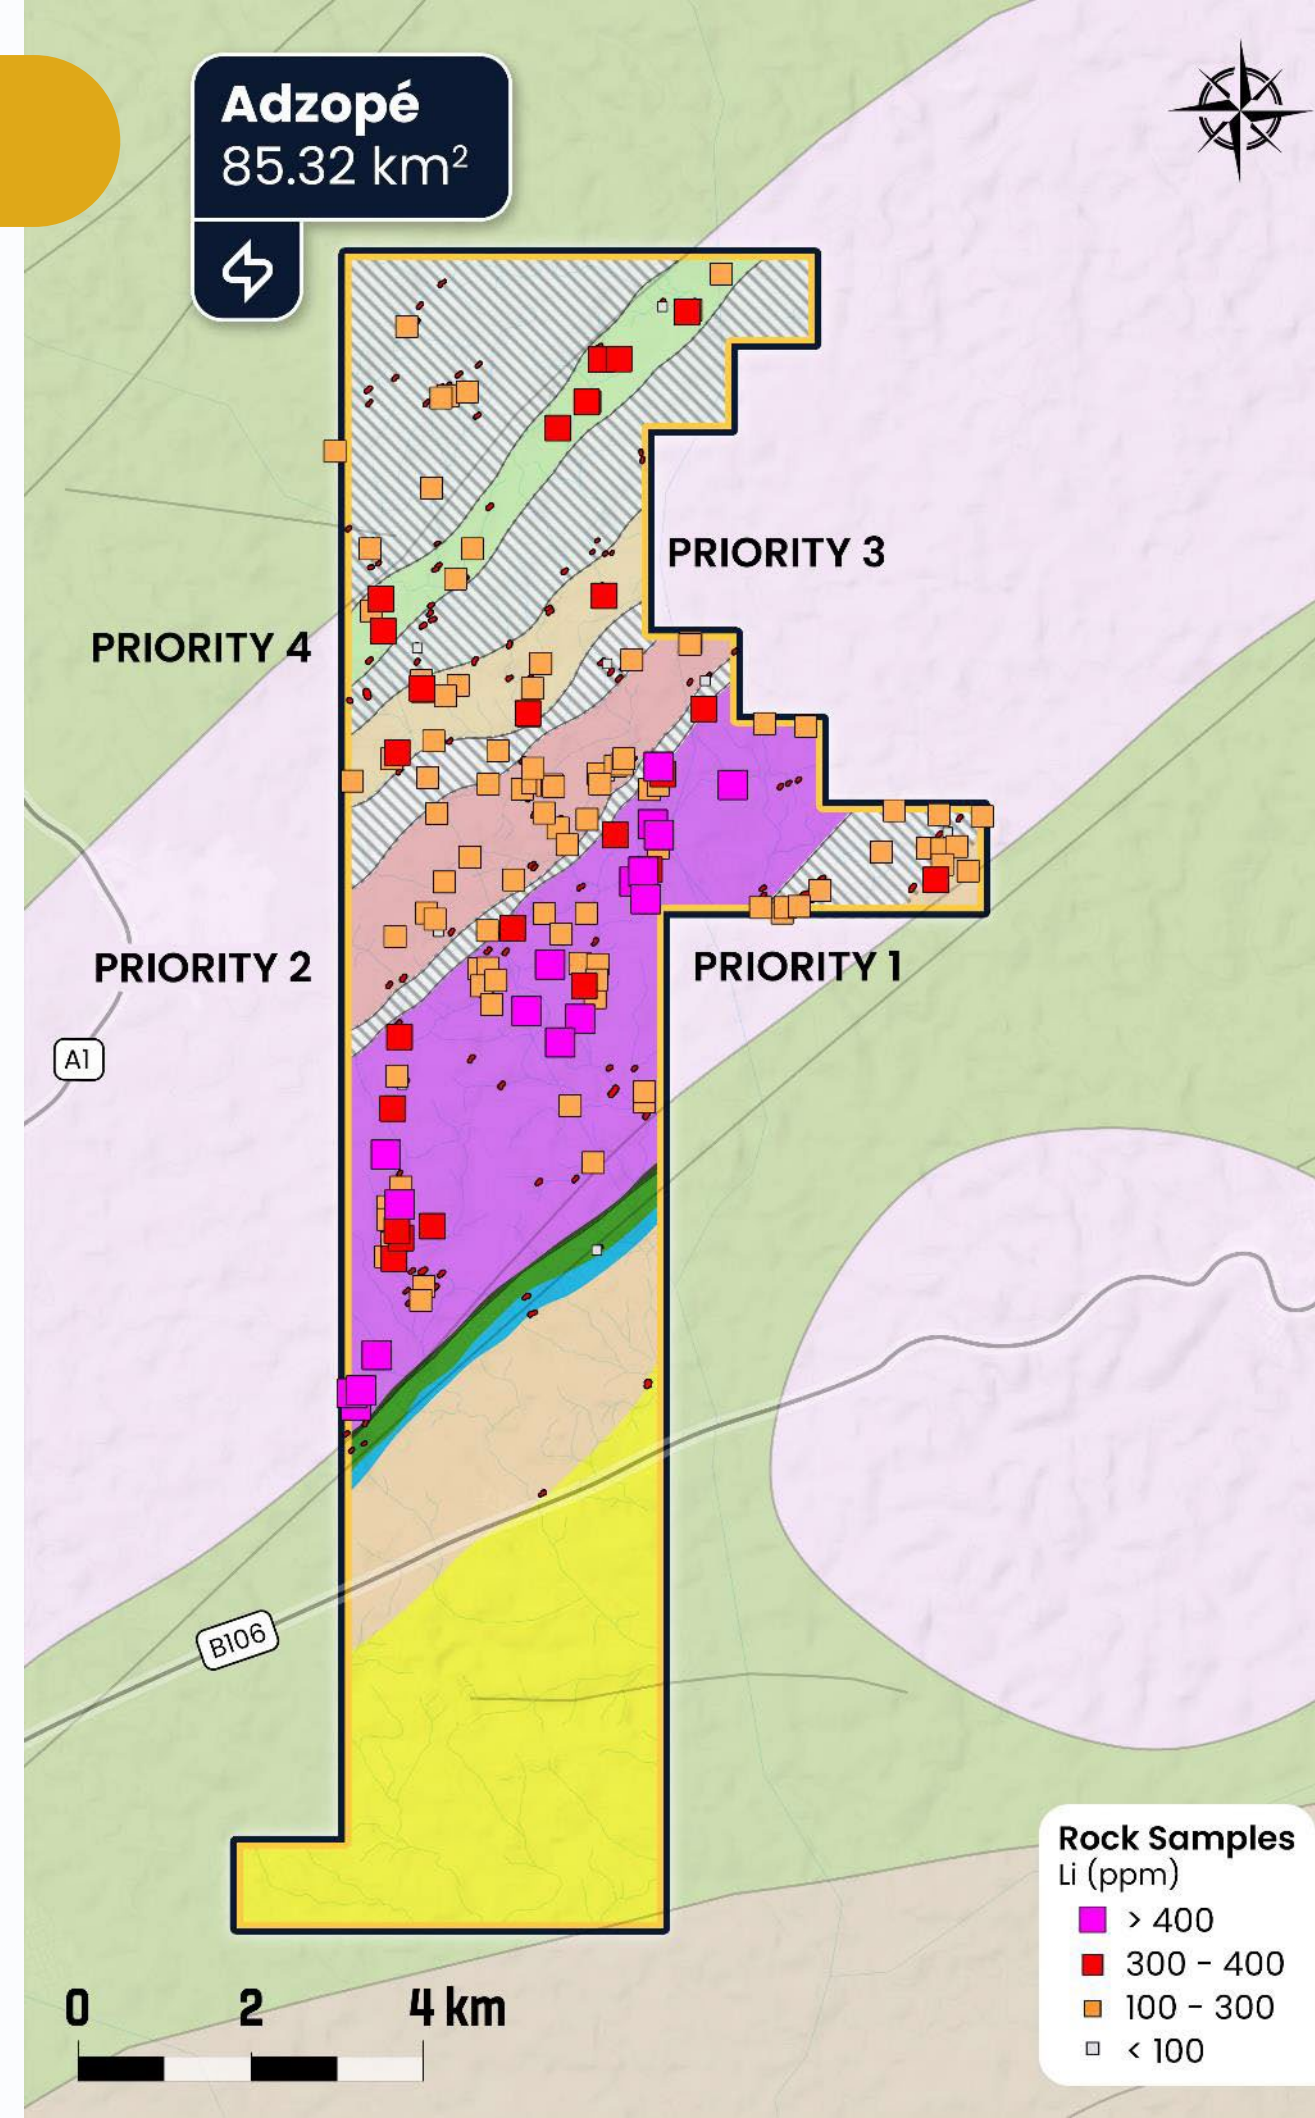 Adzopé
85.32 km²
PRIORITY 3
PRIORITY 4
PRIORITY 2
PRIORITY 1
A1
B106
Rock Samples
Li (ppm)
> 400
300 - 400
100 - 300
< 100
0 2 4 km